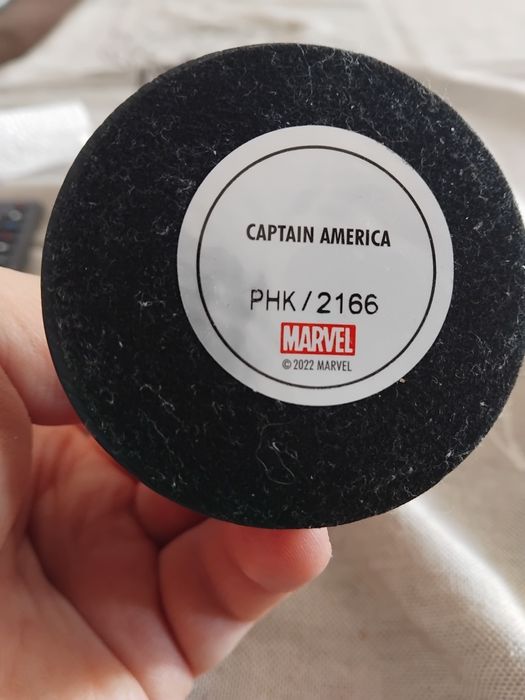 CAPTAIN AMERICA
PHK/2166
MARVEL
© 2022 MARVEL